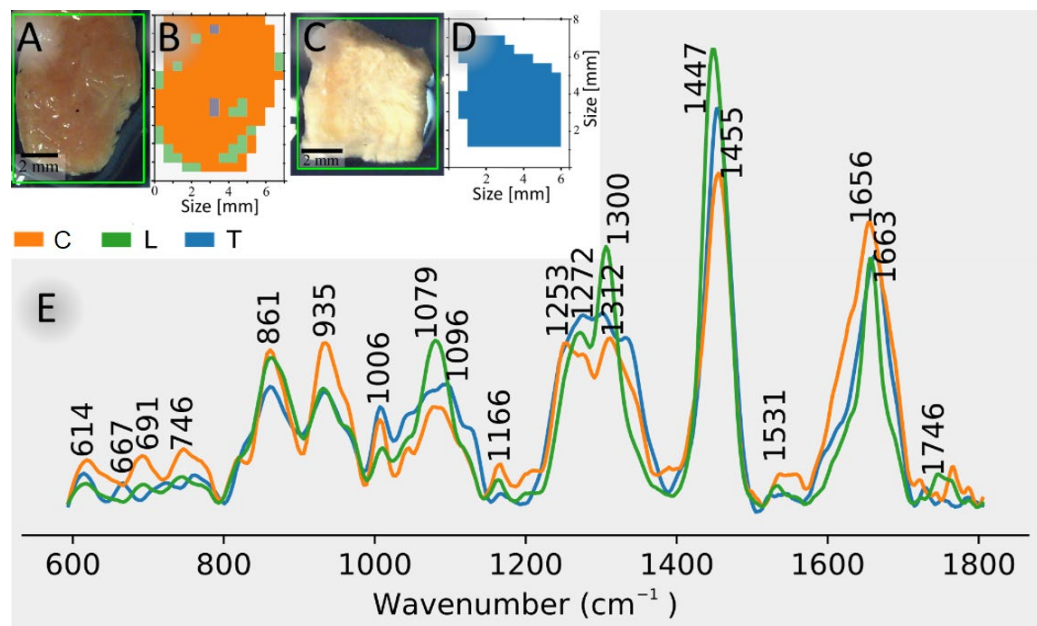 A
2 mm
B
0 2 4 6
Size [mm]
C
2 mm
D
8
6
4
2
Size [mm]
2 4 6
Size [mm]
C L T
E
614
667
691
746
861
935
1006
1079
1096
1166
1253
1272
1300
1312
1447
1455
1531
1656
1663
1746
600 800 1000 1200 1400 1600 1800
Wavenumber (cm⁻¹ )